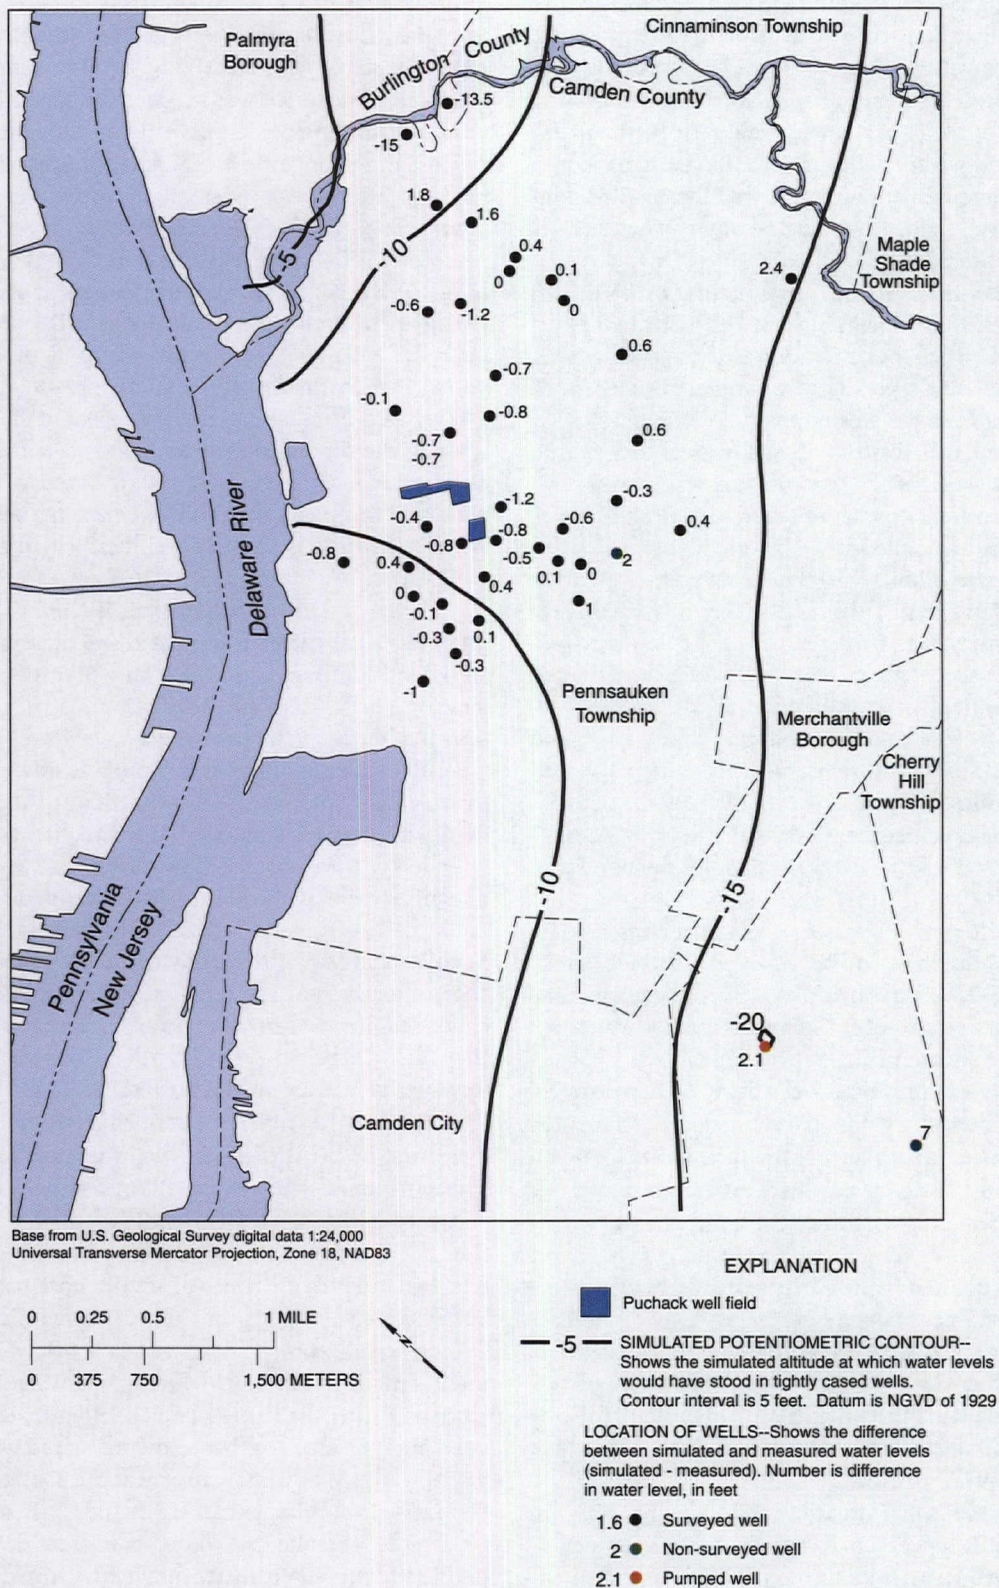 Cinnaminson Township
Palmyra
Borough
Burlington County
Camden County
-13.5
-15
1.8
1.6
-5
-10
0.4
0
0.1
0
2.4
Maple
Shade
Township
-0.6
-1.2
0.6
-0.7
-0.1
-0.8
-0.7
-0.7
0.6
-1.2
-0.3
-0.4
-0.8
-0.8
-0.6
0.4
-0.8
0.4
-0.5
0.1
0
2
0
-0.1
0.4
1
-0.3
0.1
-0.3
-1
Delaware River
Pennsauken
Township
Merchantville
Borough
Cherry
Hill
Township
-10
-15
Pennsylvania
New Jersey
-20
2.1
Camden City
7
Base from U.S. Geological Survey digital data 1:24,000
Universal Transverse Mercator Projection, Zone 18, NAD83
0 0.25 0.5 1 MILE
0 375 750 1,500 METERS
N
EXPLANATION
Puchack well field
-5 SIMULATED POTENTIOMETRIC CONTOUR--
Shows the simulated altitude at which water levels
would have stood in tightly cased wells.
Contour interval is 5 feet. Datum is NGVD of 1929
LOCATION OF WELLS--Shows the difference
between simulated and measured water levels
(simulated - measured). Number is difference
in water level, in feet
1.6 Surveyed well
2 Non-surveyed well
2.1 Pumped well